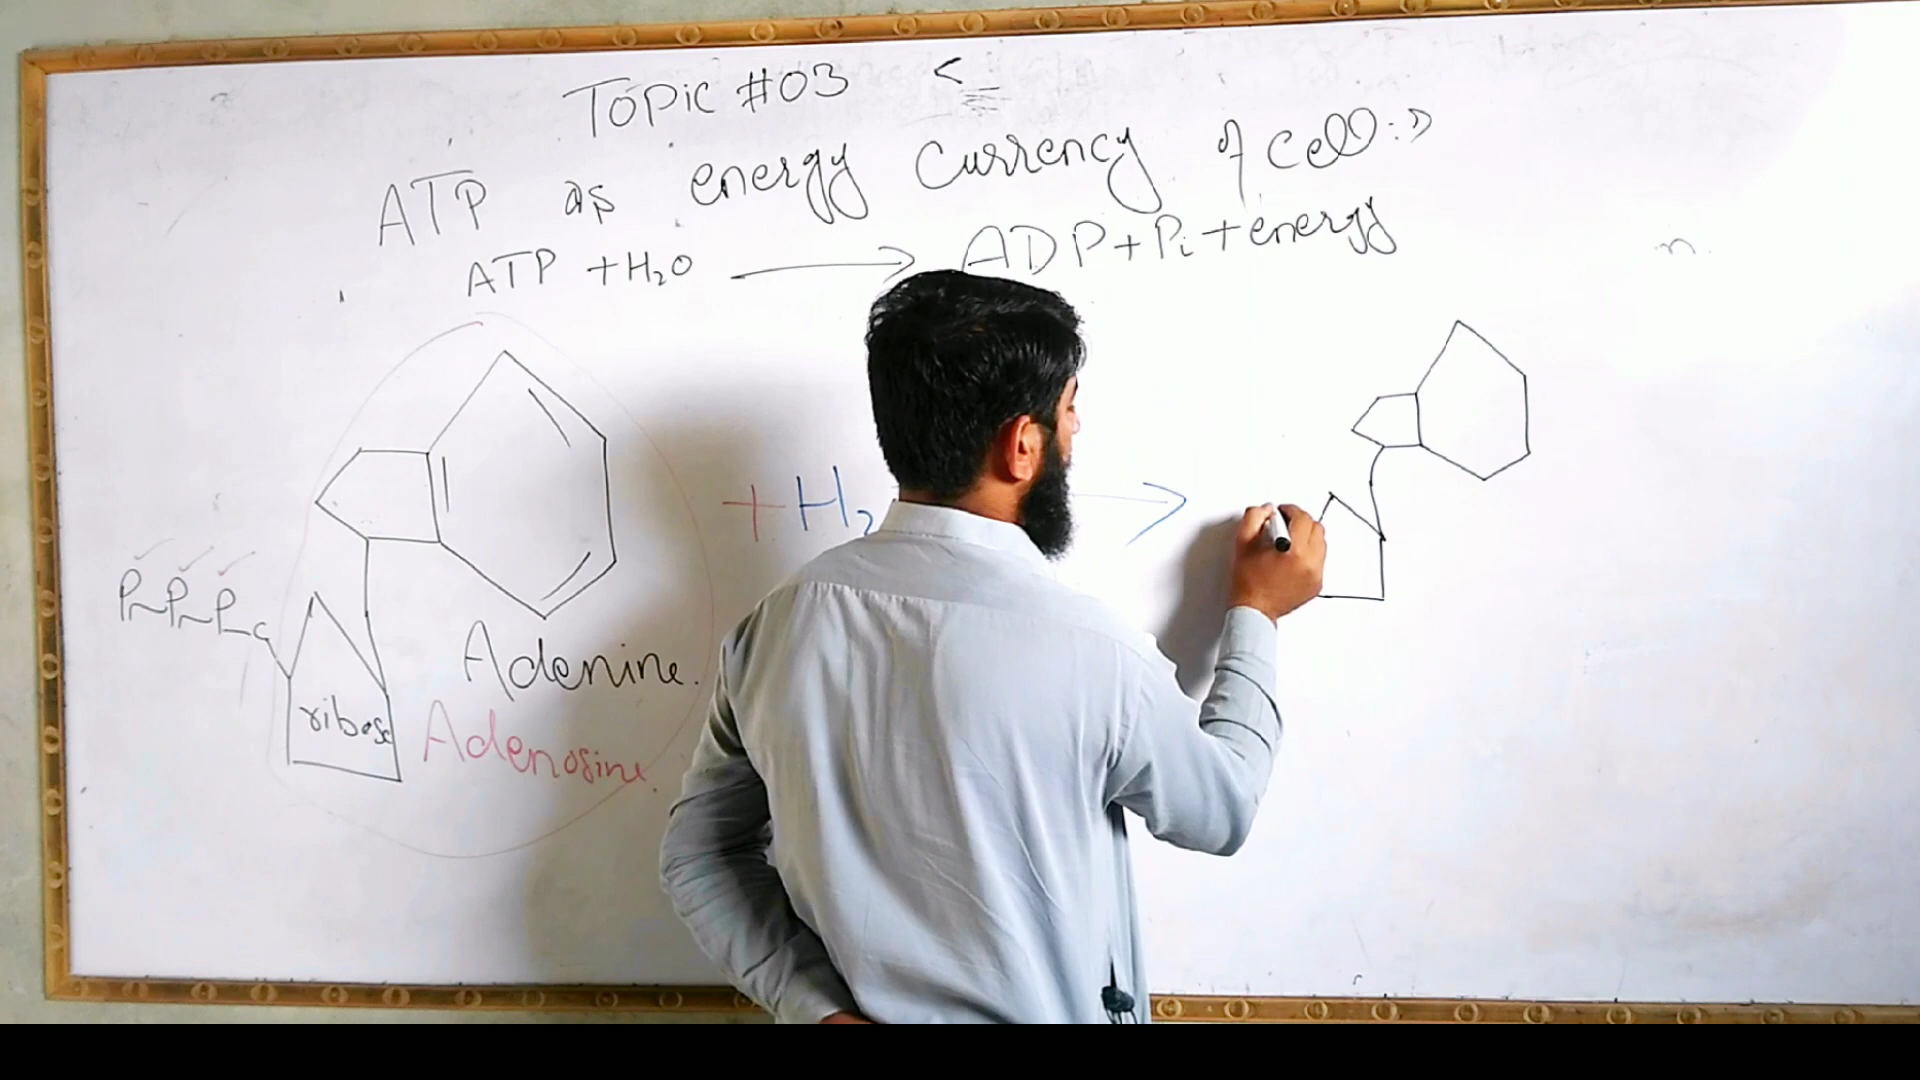 Topic #03
ATP as energy Currency of Cell:->
ATP + H₂O ⟶ ADP + Pi + energy
+ H₂ ⟶
P~P~P-C
ribose
Adenine.
Adenosine